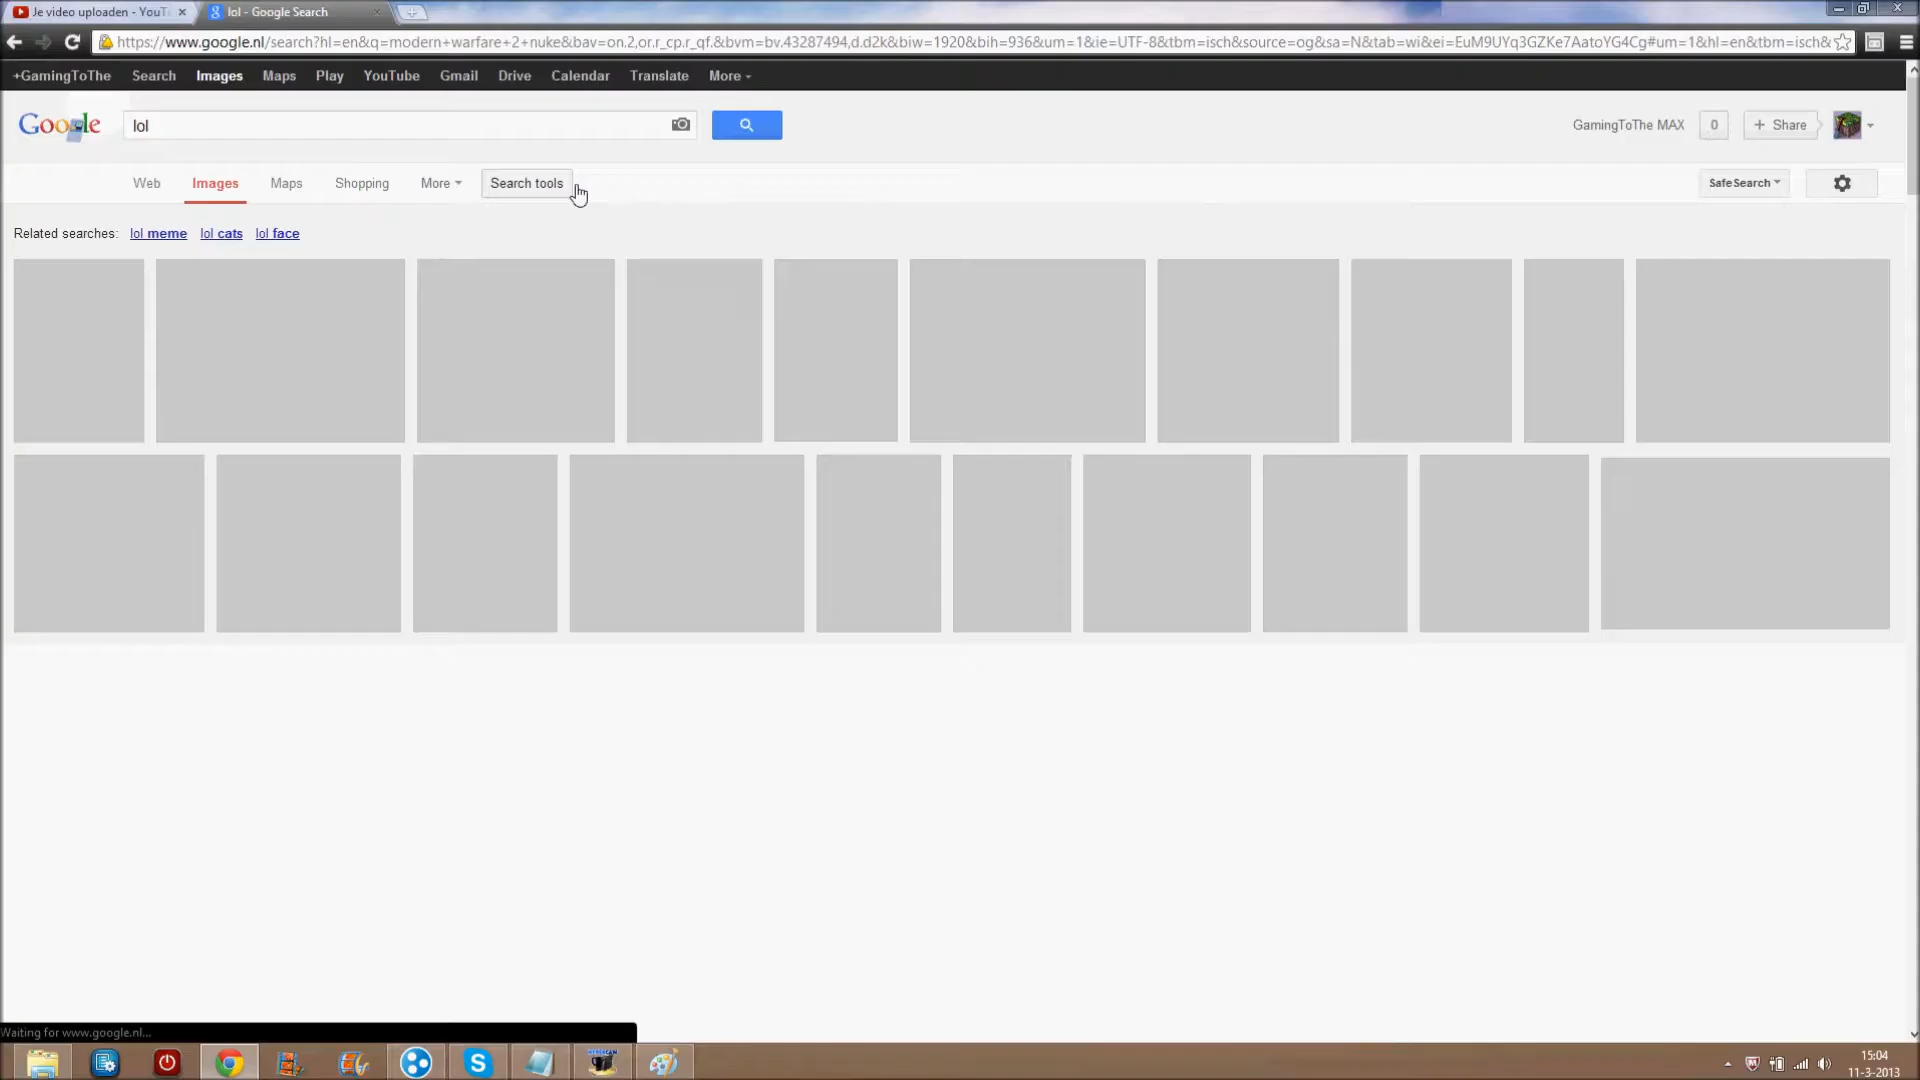 Je video uploaden - YouT
lol - Google Search
https://www.google.nl/search?hl=en&q=modern+warfare+2+nuke&bav=on.2,or.r_cp.r_qf.&bvm=bv.43287494,d.d2k&biw=1920&bih=936&um=1&ie=UTF-8&tbm=isch&source=og&sa=N&tab=wi&ei=EuM9UYq3GZKe7AatoYG4Cg#um=1&hl=en&tbm=isch&
+GamingToThe Search Images Maps Play YouTube Gmail Drive Calendar Translate More
Google lol GamingToThe MAX 0 + Share
Web Images Maps Shopping More Search tools SafeSearch
Related searches: lol meme lol cats lol face
Waiting for www.google.nl...
15:04
11-3-2013